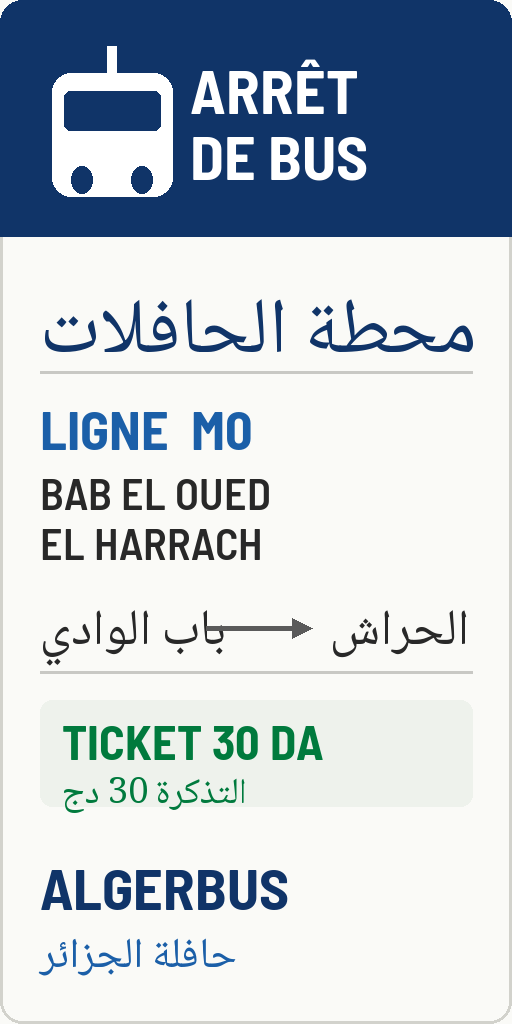 ARRÊT
DE BUS
محطة الحافلات
LIGNE MO
BAB EL OUED
EL HARRACH
باب الوادي → الحراش
TICKET 30 DA
التذكرة 30 دج
ALGERBUS
حافلة الجزائر